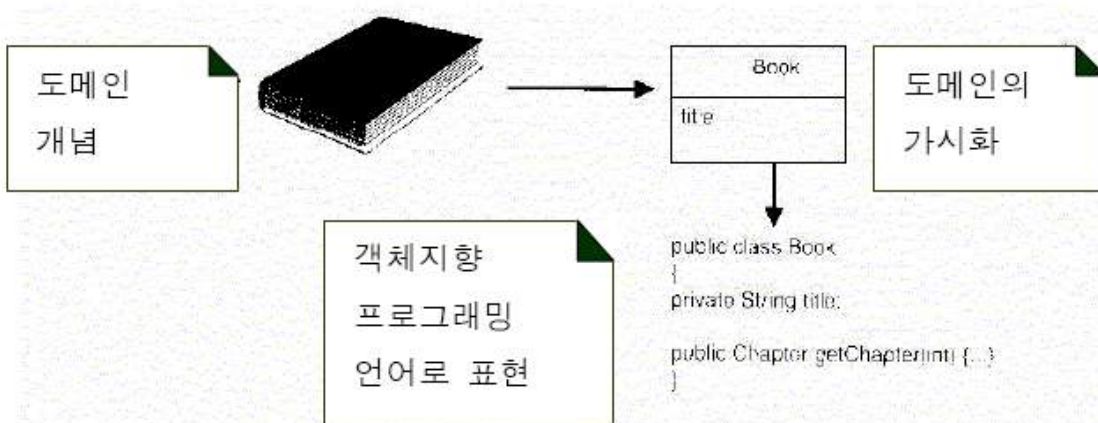 도메인
개념
Book
title
도메인의
가시화
객체지향
프로그래밍
언어로 표현
public class Book
{
private String title;
public Chapter getChapter(int) {...}
}